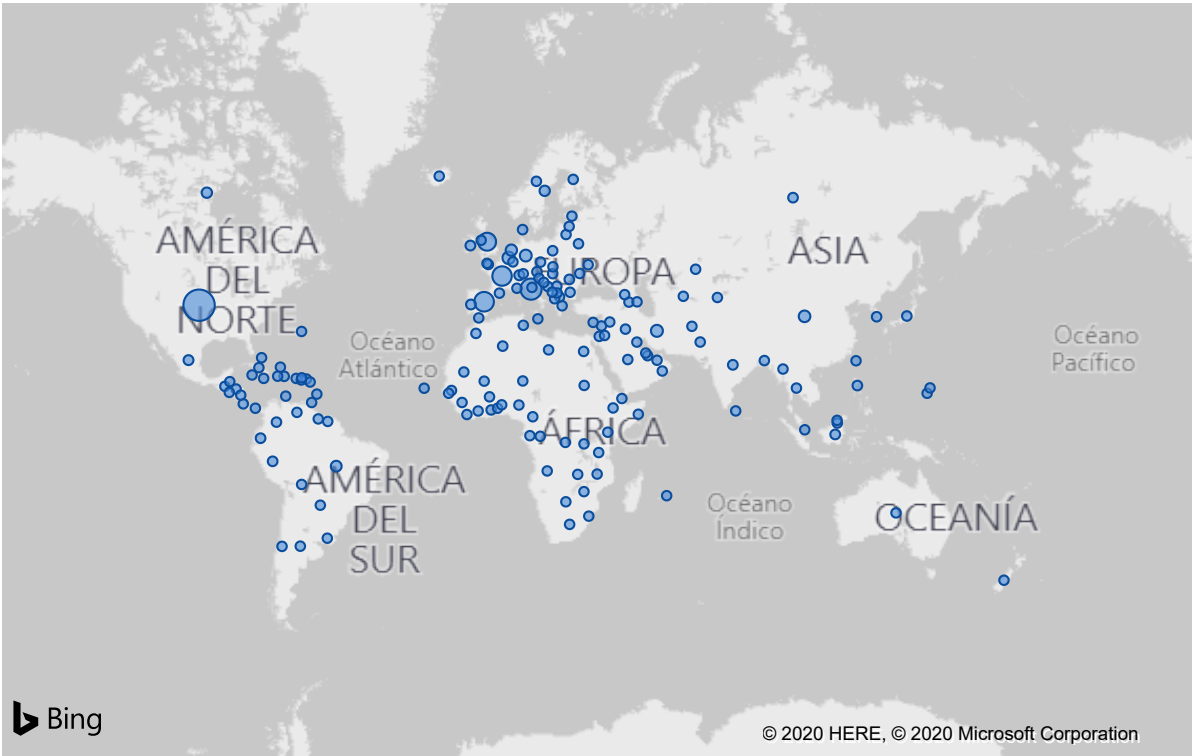 AMÉRICA
DEL
NORTE
UROPA
ASIA
Océano
Atlántico
Océano
Pacífico
ÁFRICA
AMÉRICA
DEL
SUR
Océano
Índico
OCEANÍA
Bing
© 2020 HERE, © 2020 Microsoft Corporation